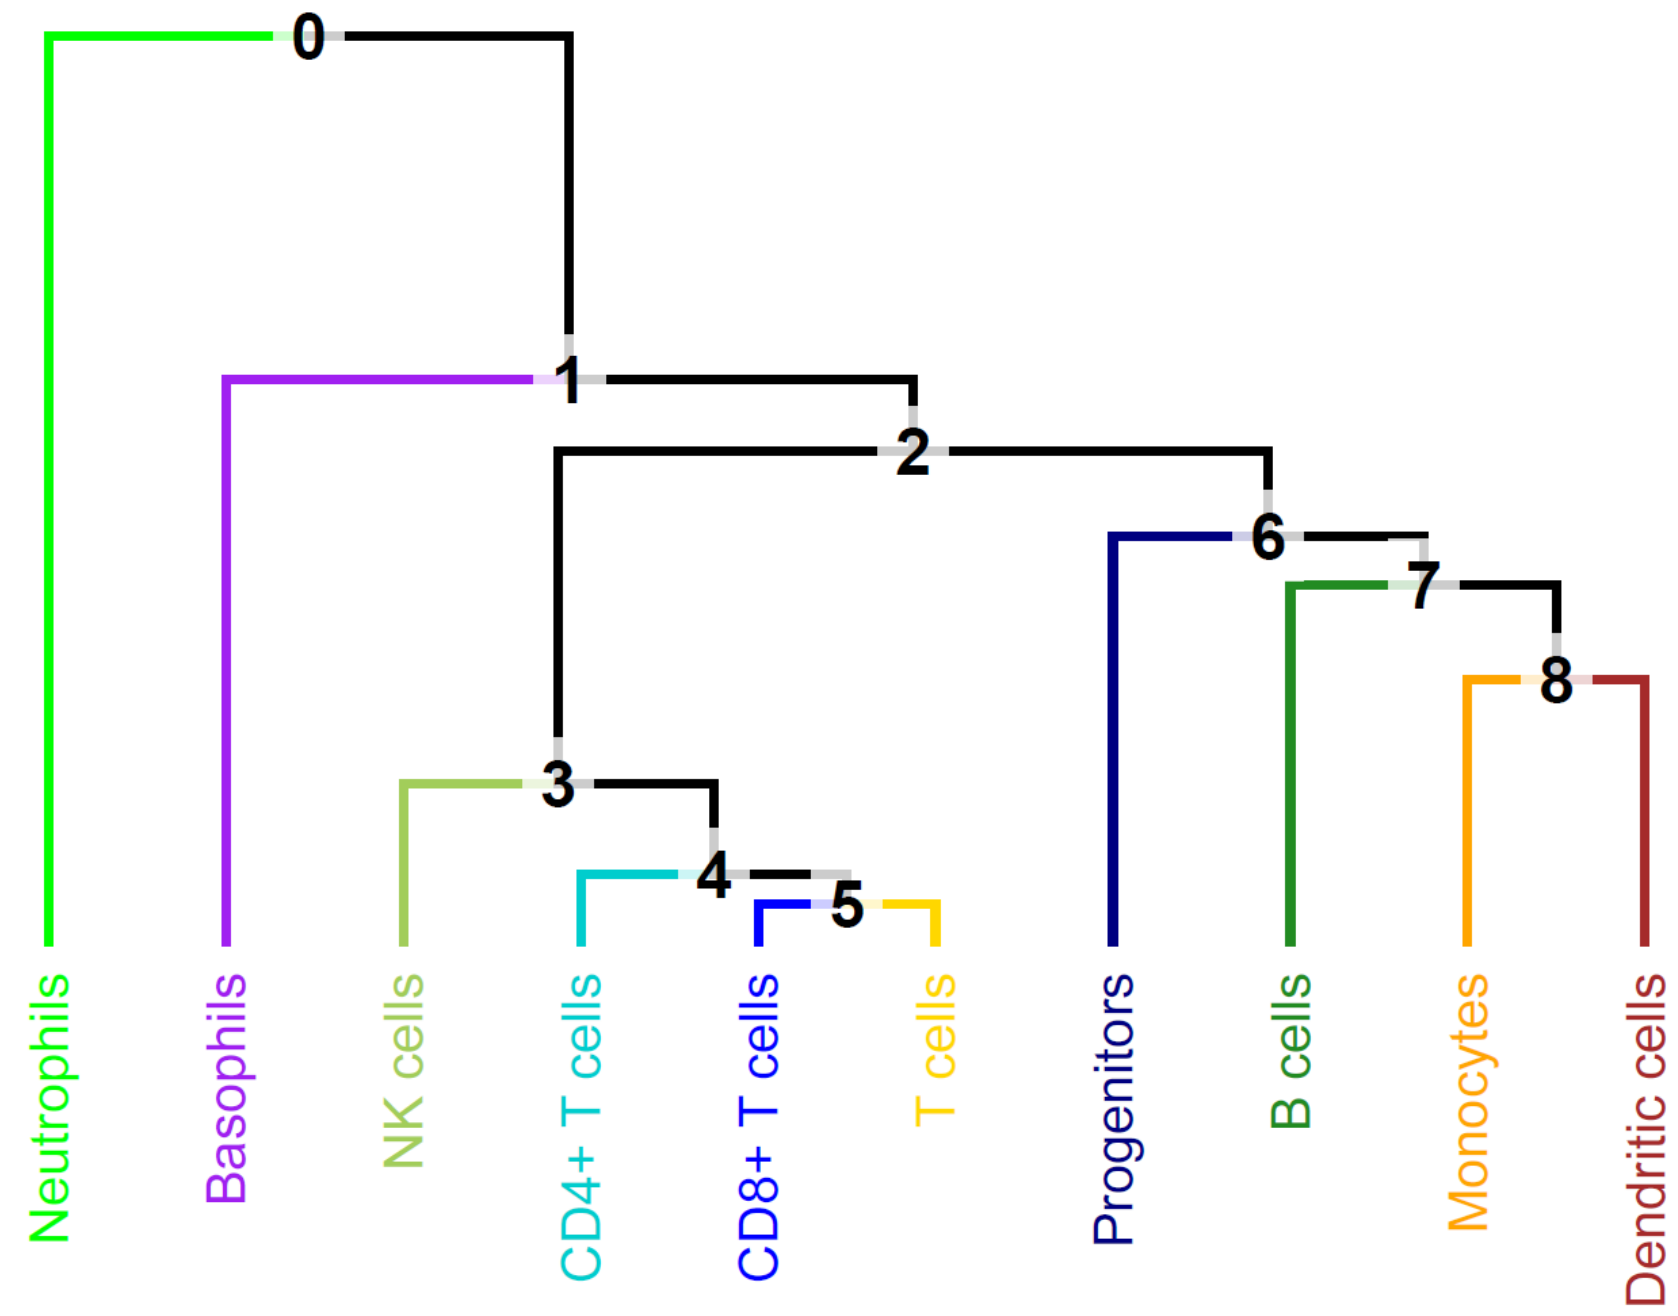 0
1
2
6
7
8
3
4
5
Neutrophils
Basophils
NK cells
CD4+ T cells
CD8+ T cells
T cells
Progenitors
B cells
Monocytes
Dendritic cells